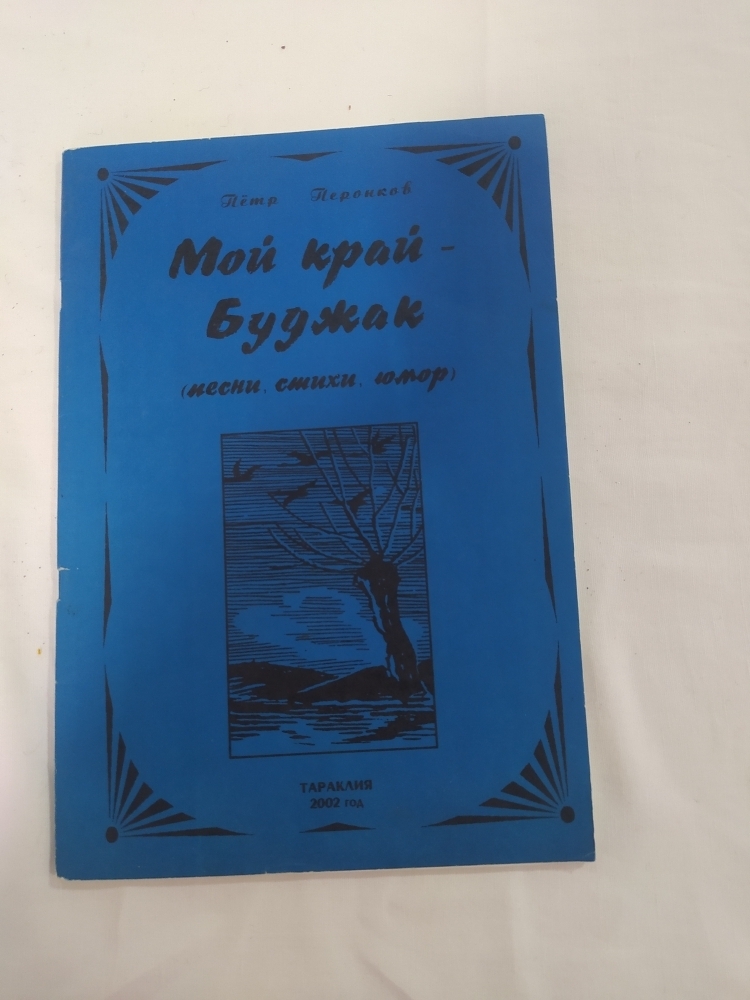 Пётр Перонков
Мой край -
Буджак
(песни, стихи, юмор)
ТАРАКЛИЯ
2002 год